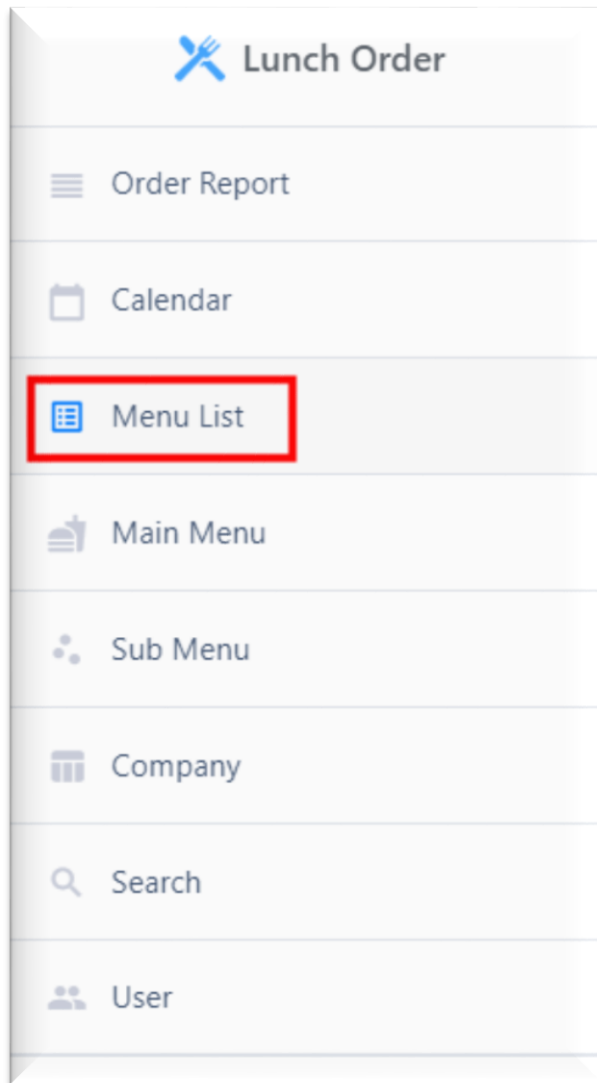 Lunch Order
Order Report
Calendar
Menu List
Main Menu
Sub Menu
Company
Search
User